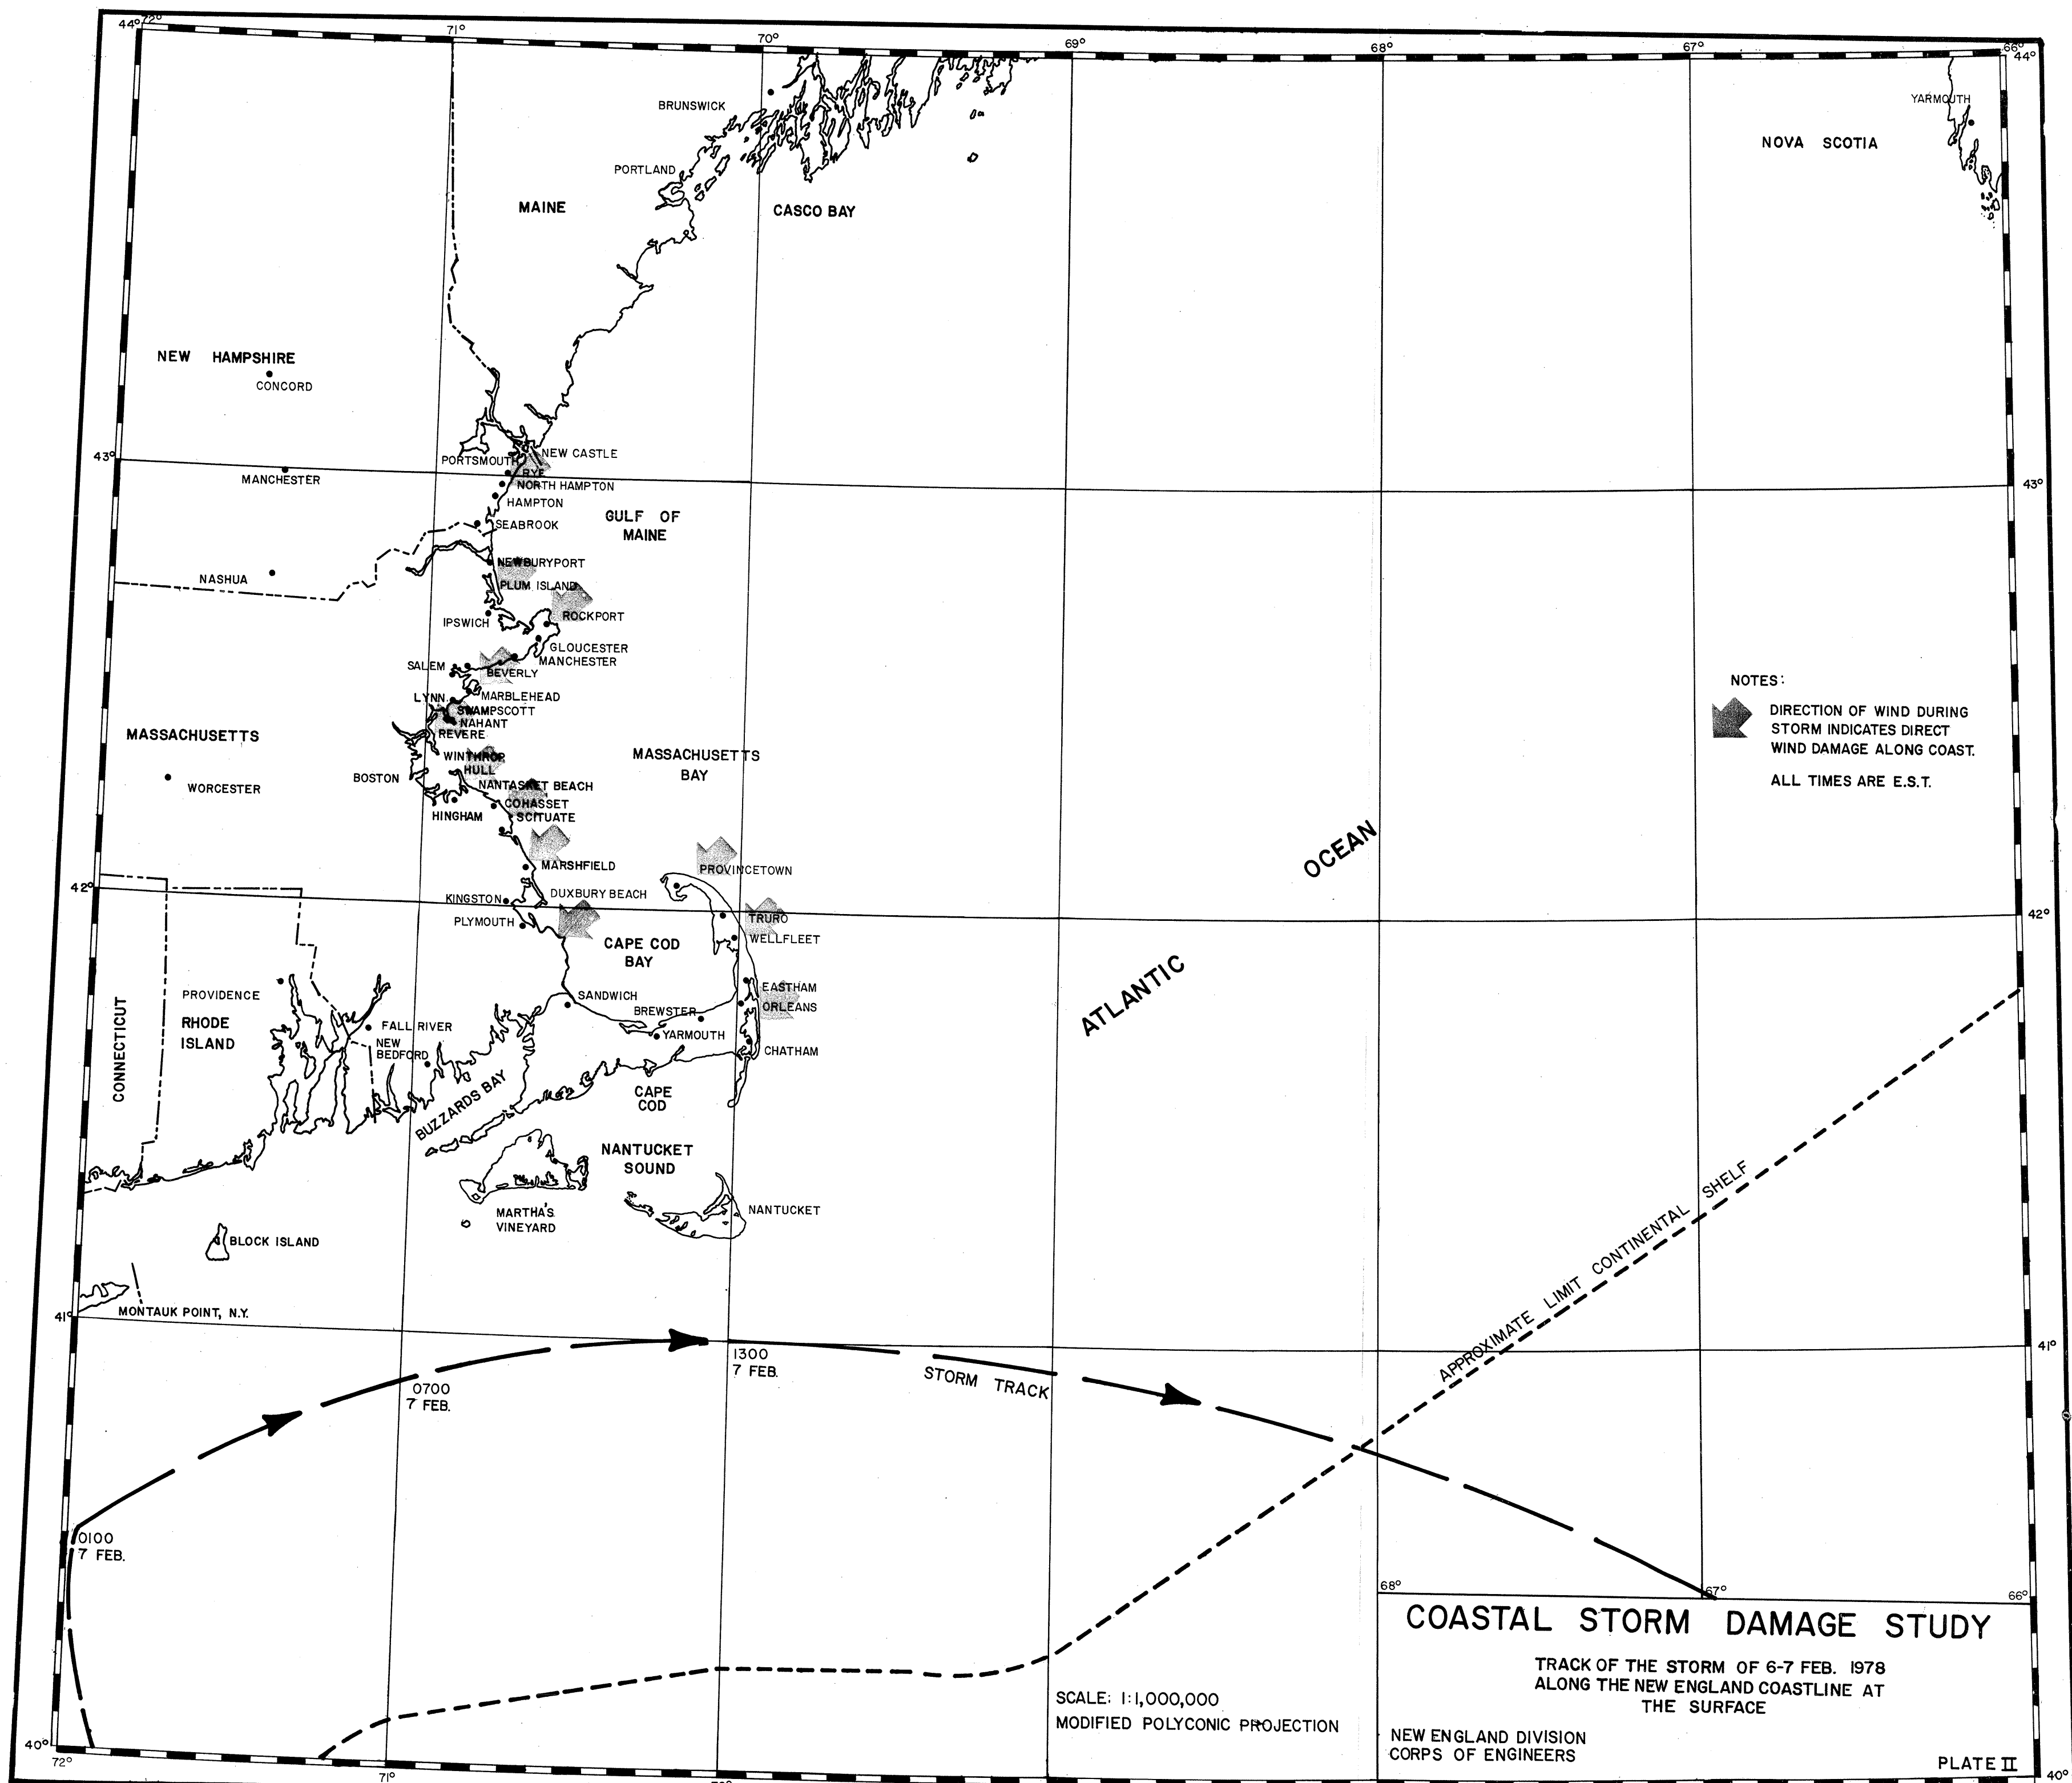 44° 72° 71° 70° 69° 68° 67° 66° 44°
BRUNSWICK
YARMOUTH
NOVA SCOTIA
PORTLAND
MAINE
CASCO BAY
NEW HAMPSHIRE
CONCORD
43°
MANCHESTER
PORTSMOUTH
NEW CASTLE
RYE
NORTH HAMPTON
HAMPTON
43°
SEABROOK
GULF OF
MAINE
NEWBURYPORT
NASHUA
PLUM ISLAND
IPSWICH
ROCKPORT
GLOUCESTER
MANCHESTER
SALEM
BEVERLY
LYNN
MARBLEHEAD
SWAMPSCOTT
NAHANT
REVERE
MASSACHUSETTS
WINTHROP
HULL
BOSTON
NANTASKET BEACH
WORCESTER
COHASSET
HINGHAM
SCITUATE
MASSACHUSETTS
BAY
NOTES:
DIRECTION OF WIND DURING
STORM INDICATES DIRECT
WIND DAMAGE ALONG COAST.
ALL TIMES ARE E.S.T.
MARSHFIELD
PROVINCETOWN
42°
KINGSTON
DUXBURY BEACH
PLYMOUTH
TRURO
WELLFLEET
42°
CAPE COD
BAY
ATLANTIC
OCEAN
CONNECTICUT
PROVIDENCE
RHODE
ISLAND
FALL RIVER
NEW
BEDFORD
SANDWICH
BREWSTER
YARMOUTH
EASTHAM
ORLEANS
CHATHAM
BUZZARDS BAY
CAPE
COD
NANTUCKET
SOUND
MARTHA'S
VINEYARD
NANTUCKET
BLOCK ISLAND
41°
MONTAUK POINT, N.Y.
41°
APPROXIMATE LIMIT CONTINENTAL SHELF
1300
7 FEB.
STORM TRACK
0700
7 FEB.
0100
7 FEB.
68° 67° 66°
COASTAL STORM DAMAGE STUDY
TRACK OF THE STORM OF 6-7 FEB. 1978
ALONG THE NEW ENGLAND COASTLINE AT
THE SURFACE
SCALE: 1:1,000,000
MODIFIED POLYCONIC PROJECTION
NEW ENGLAND DIVISION
CORPS OF ENGINEERS
PLATE II
40° 72° 71° 40°